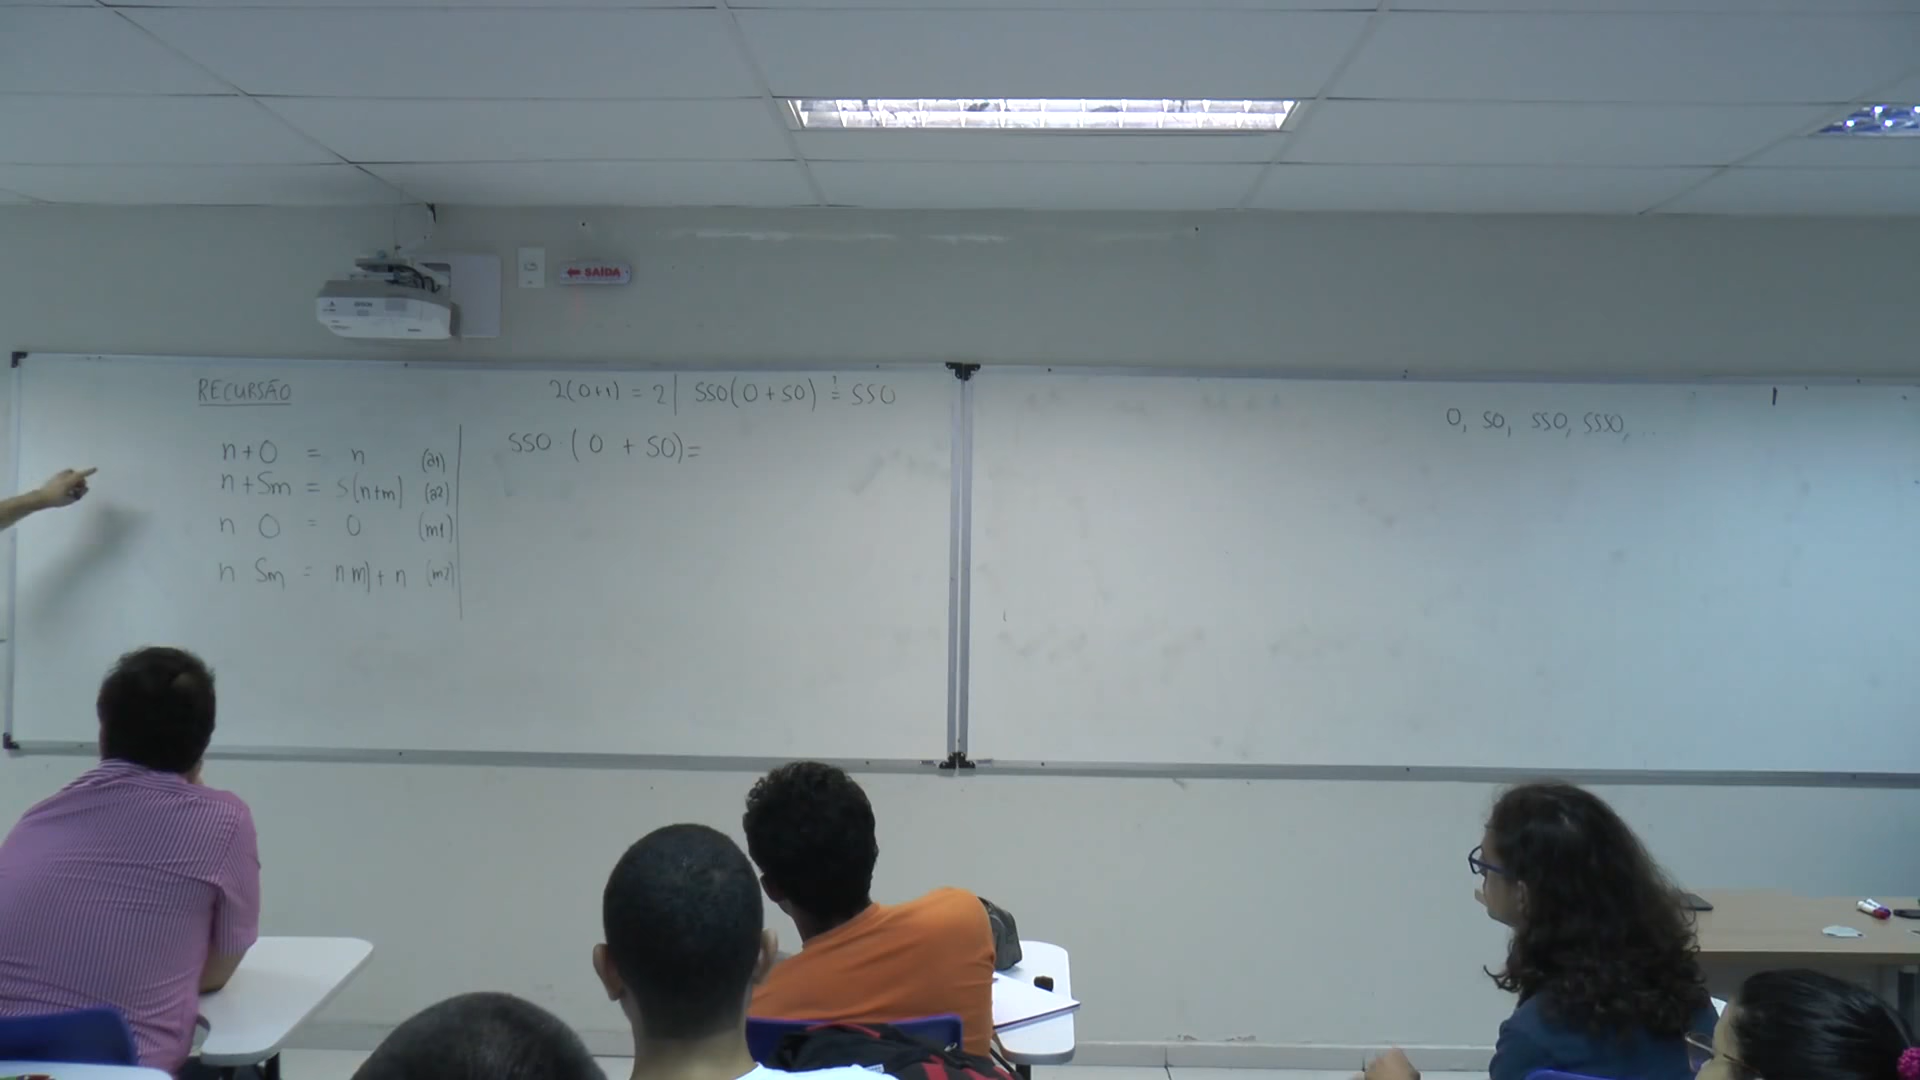 EPSON
SAÍDA
RECURSÃO
n+0 = n (a1)
n+Sm = S(n+m) (a2)
n 0 = 0 (m1)
n Sm = nm)+n (m2)
2(0+1) = 2 | SS0(0+S0) ?= SS0
SS0·(0 + S0)=
0, S0, SS0, SSS0, ...